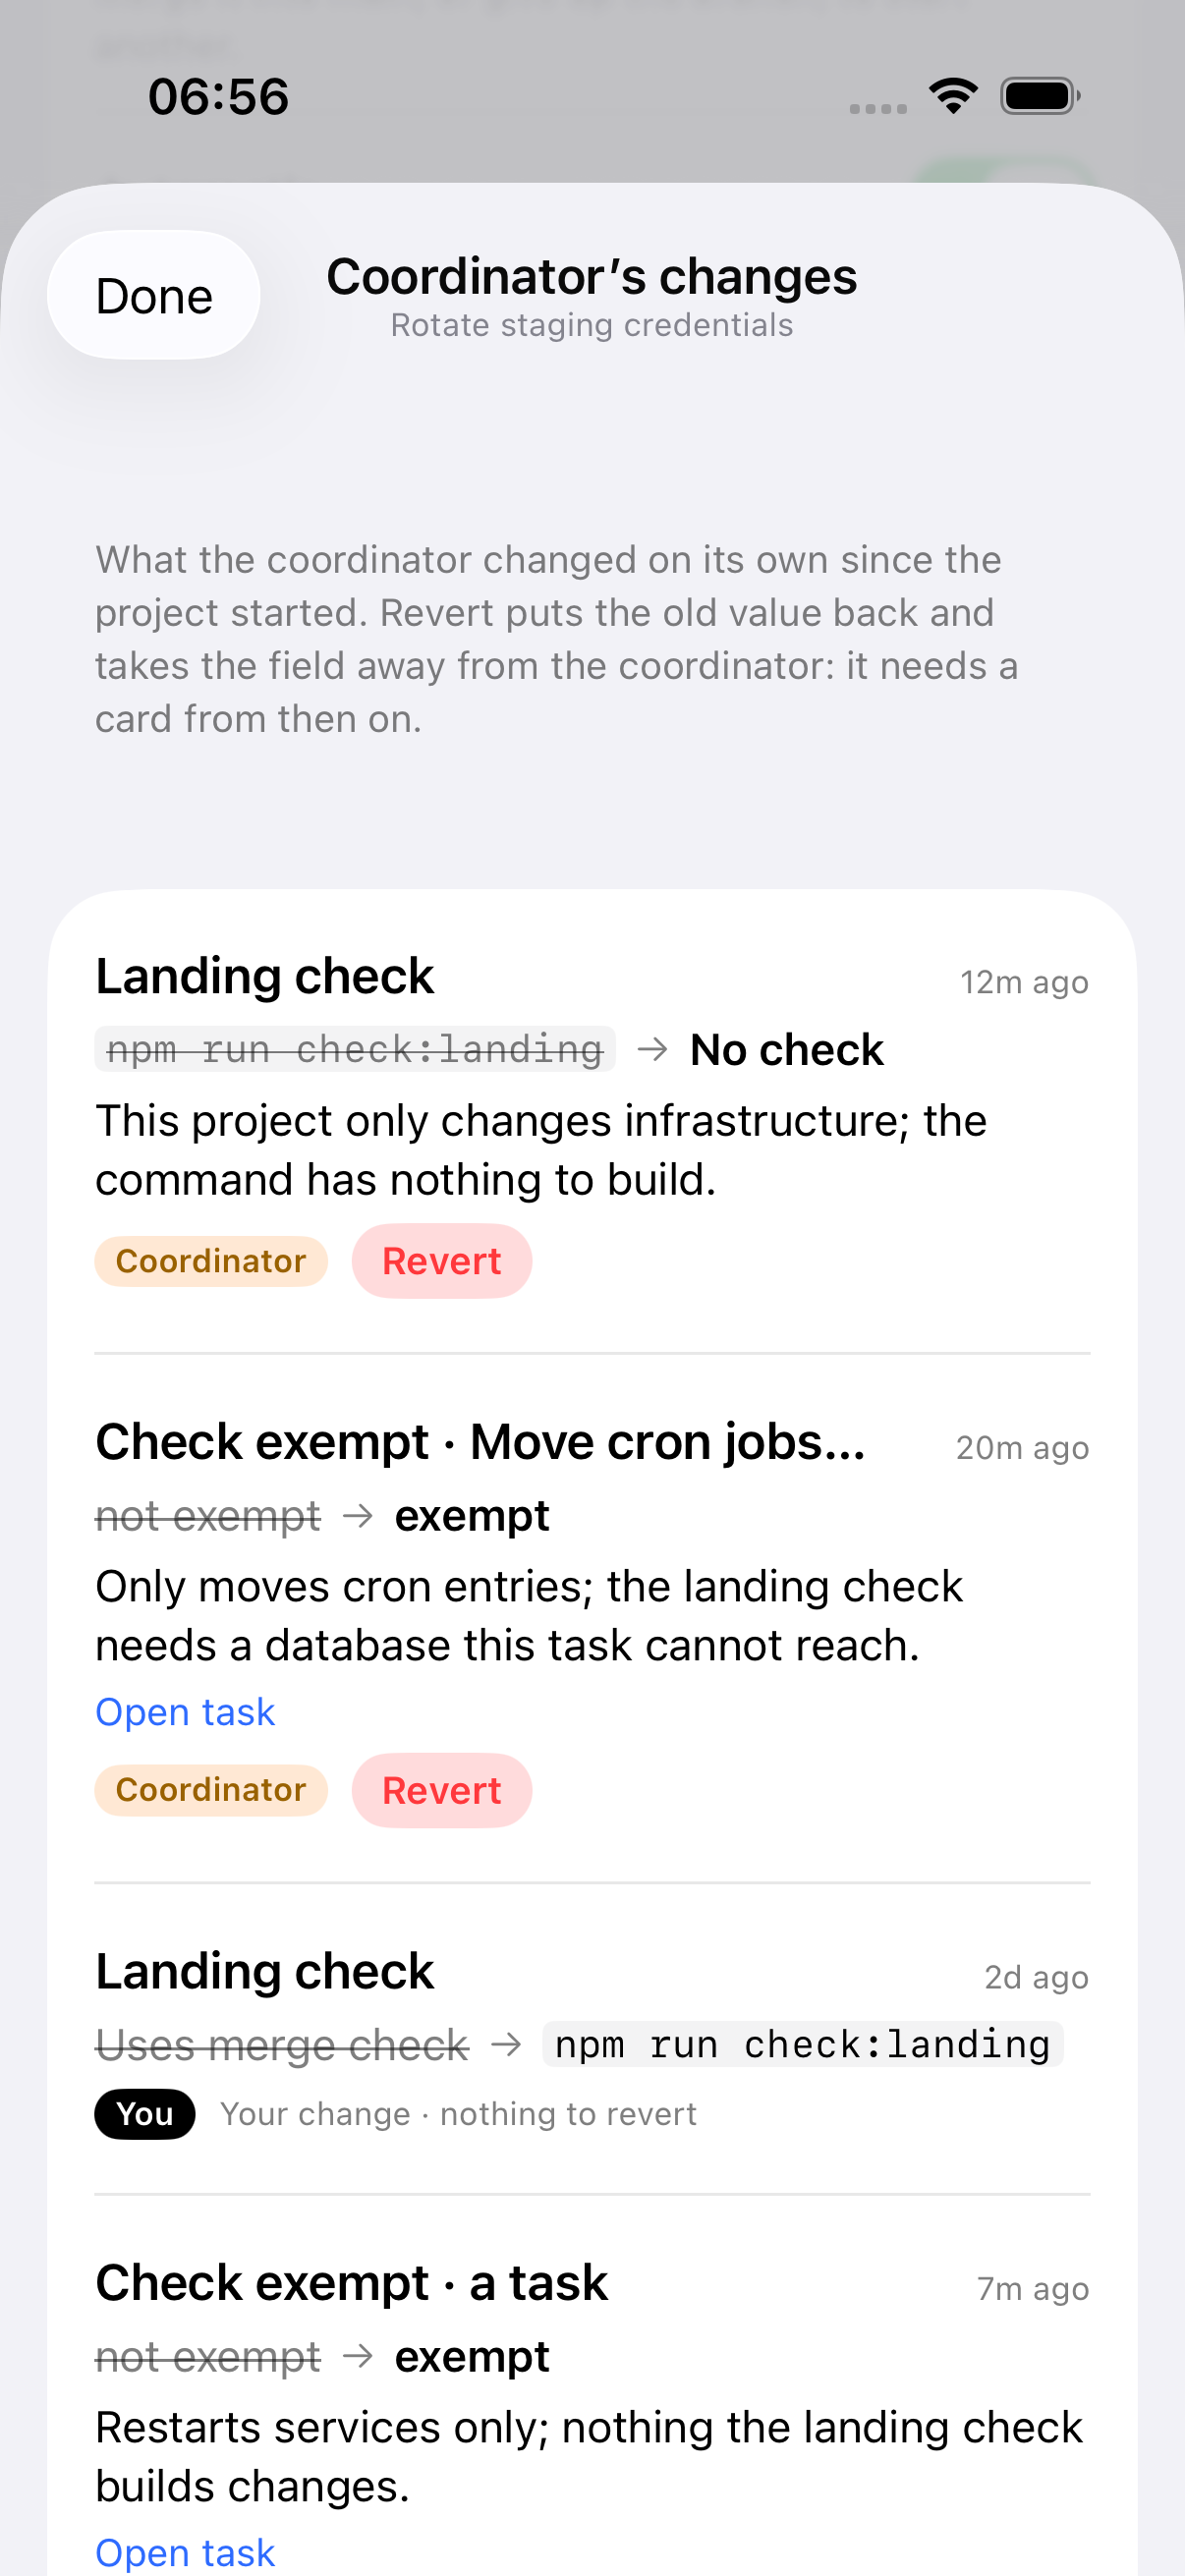 another.
06:56
Done
Coordinator’s changes
Rotate staging credentials
What the coordinator changed on its own since the
project started. Revert puts the old value back and
takes the field away from the coordinator: it needs a
card from then on.
Landing check
12m ago
npm run check:landing → No check
This project only changes infrastructure; the
command has nothing to build.
Coordinator
Revert
Check exempt · Move cron jobs...
20m ago
not exempt → exempt
Only moves cron entries; the landing check
needs a database this task cannot reach.
Open task
Coordinator
Revert
Landing check
2d ago
Uses merge check → npm run check:landing
You
Your change · nothing to revert
Check exempt · a task
7m ago
not exempt → exempt
Restarts services only; nothing the landing check
builds changes.
Open task